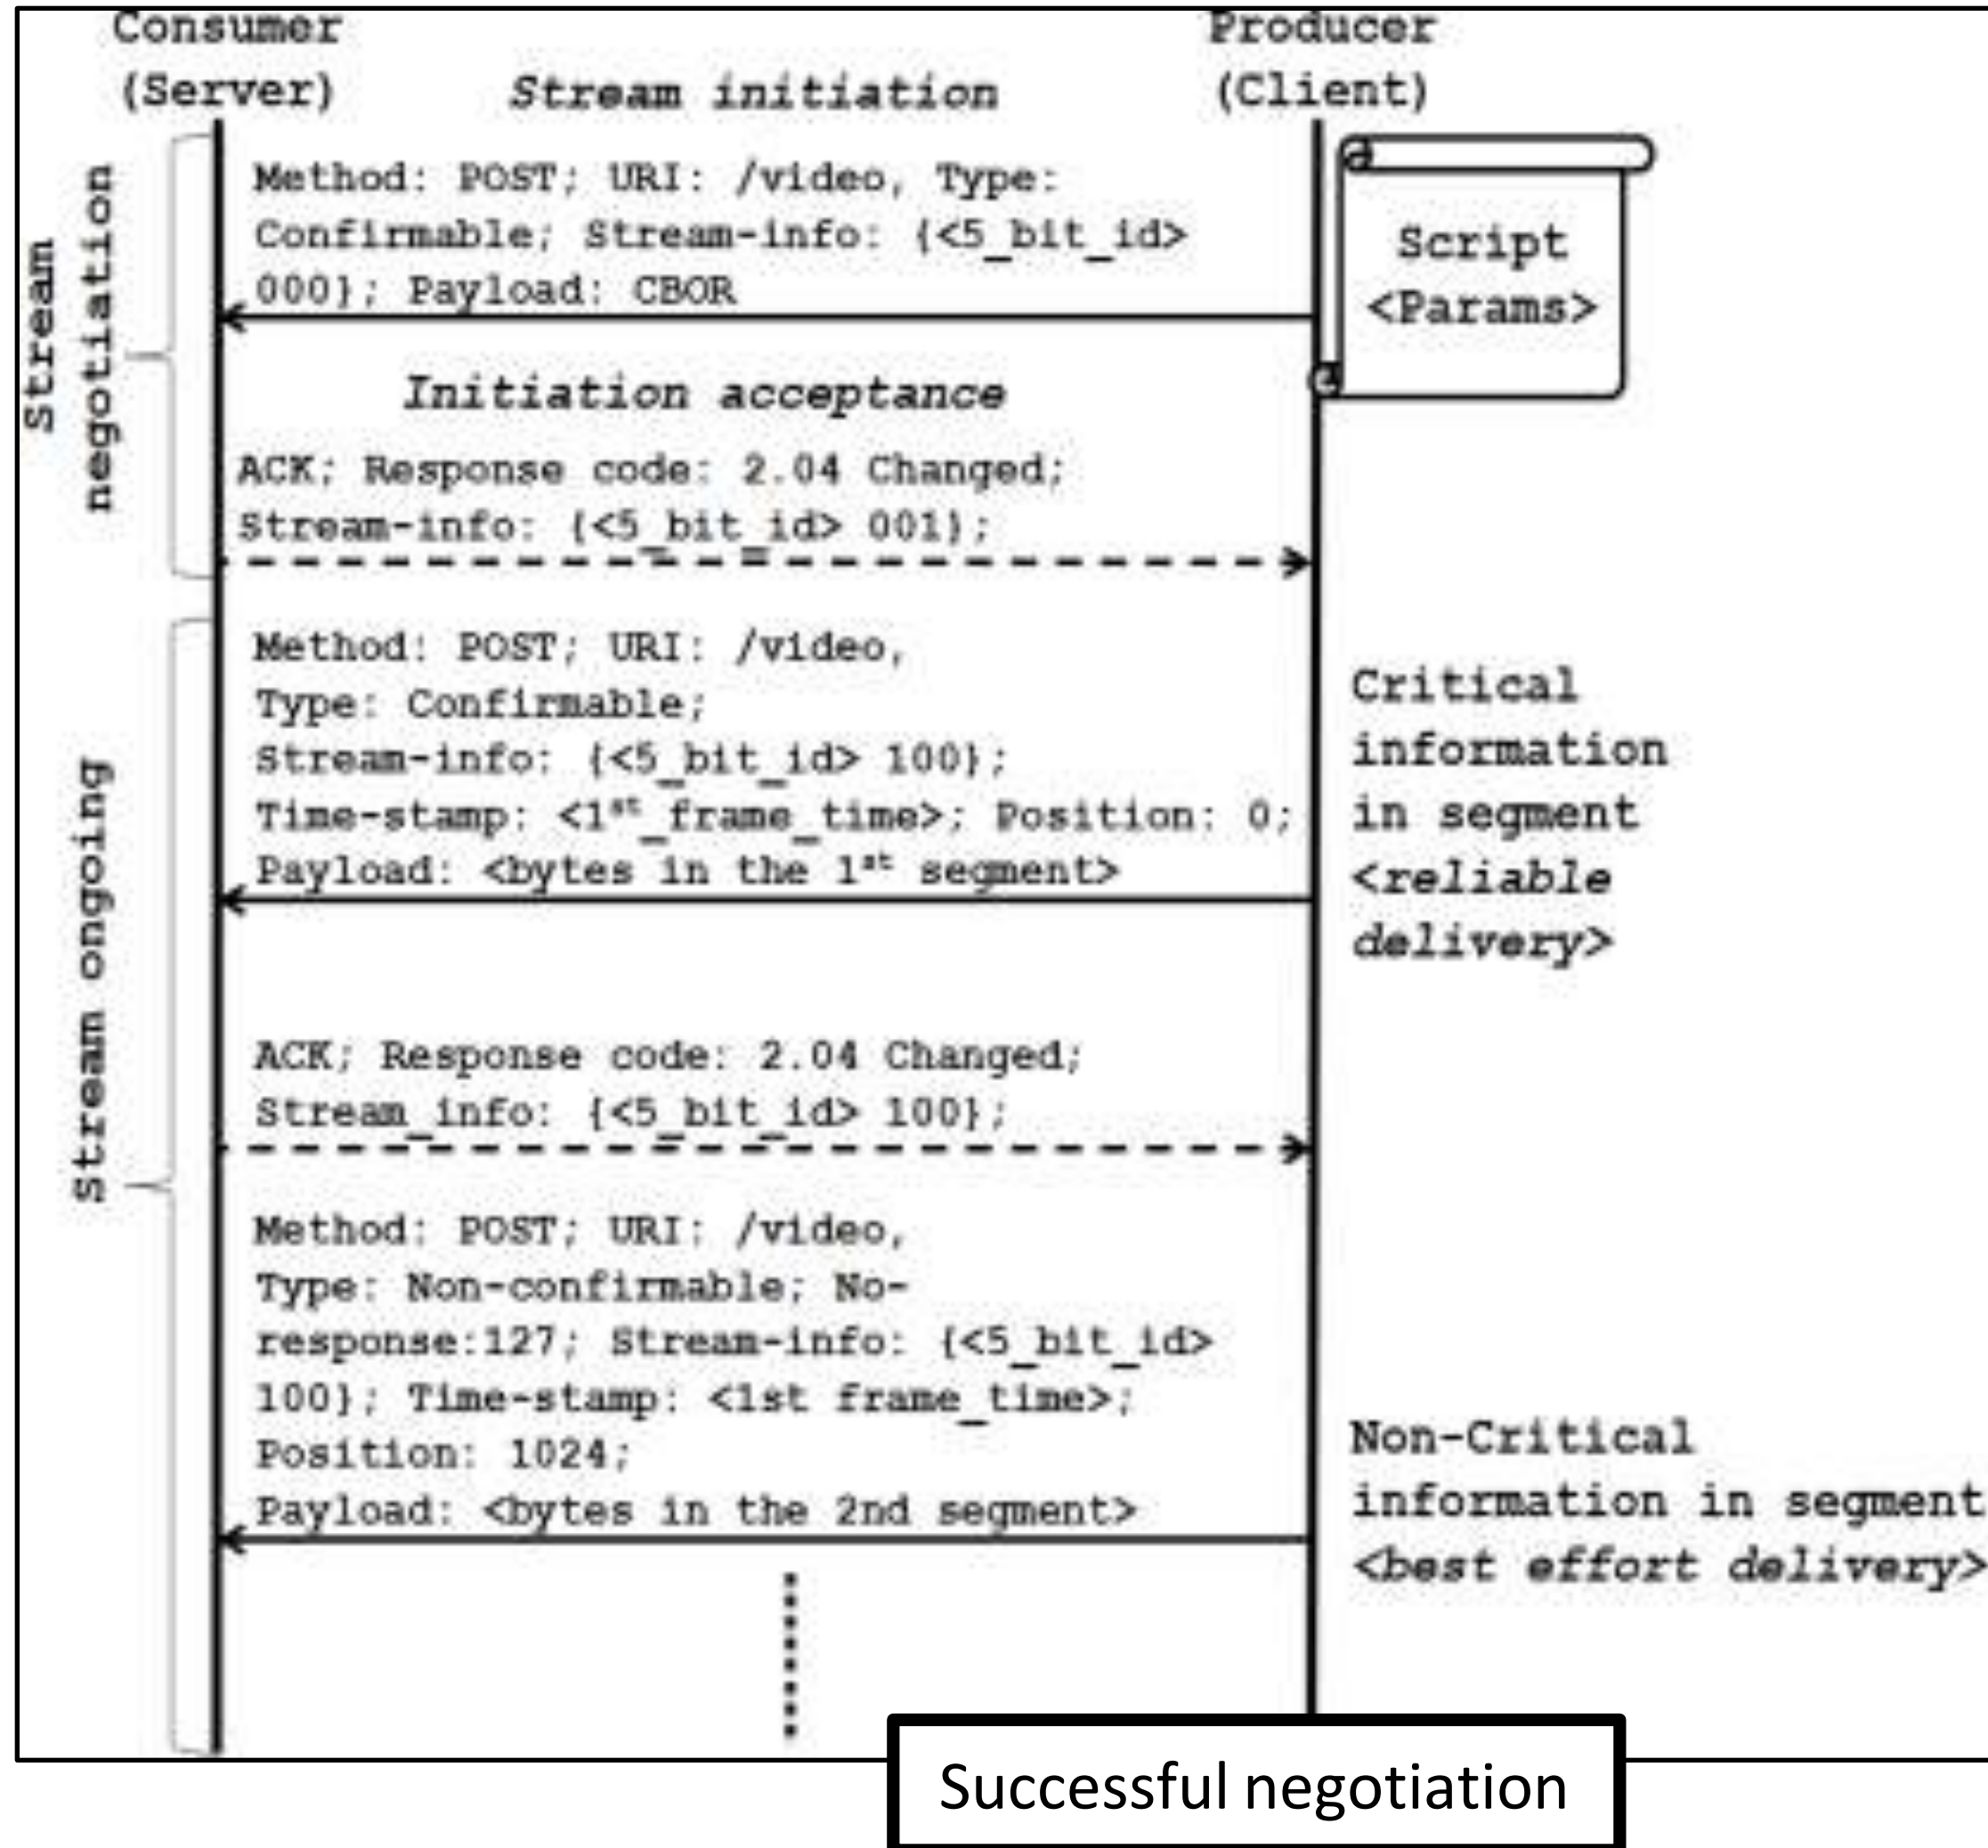 Consumer
(Server)
Producer
(Client)
Stream initiation
Stream
negotiation
Method: POST; URI: /video, Type:
Confirmable; Stream-info: {<5_bit_id>
000}; Payload: CBOR
Script
<Params>
Initiation acceptance
ACK; Response code: 2.04 Changed;
Stream-info: {<5_bit_id> 001};
Stream ongoing
Method: POST; URI: /video,
Type: Confirmable;
Stream-info: {<5_bit_id> 100};
Time-stamp: <1st_frame_time>; Position: 0;
Payload: <bytes in the 1st segment>
Critical
information
in segment
<reliable
delivery>
ACK; Response code: 2.04 Changed;
Stream_info: {<5_bit_id> 100};
Method: POST; URI: /video,
Type: Non-confirmable; No-
response:127; Stream-info: {<5_bit_id>
100}; Time-stamp: <1st frame_time>;
Position: 1024;
Payload: <bytes in the 2nd segment>
Non-Critical
information in segment
<best effort delivery>
Successful negotiation